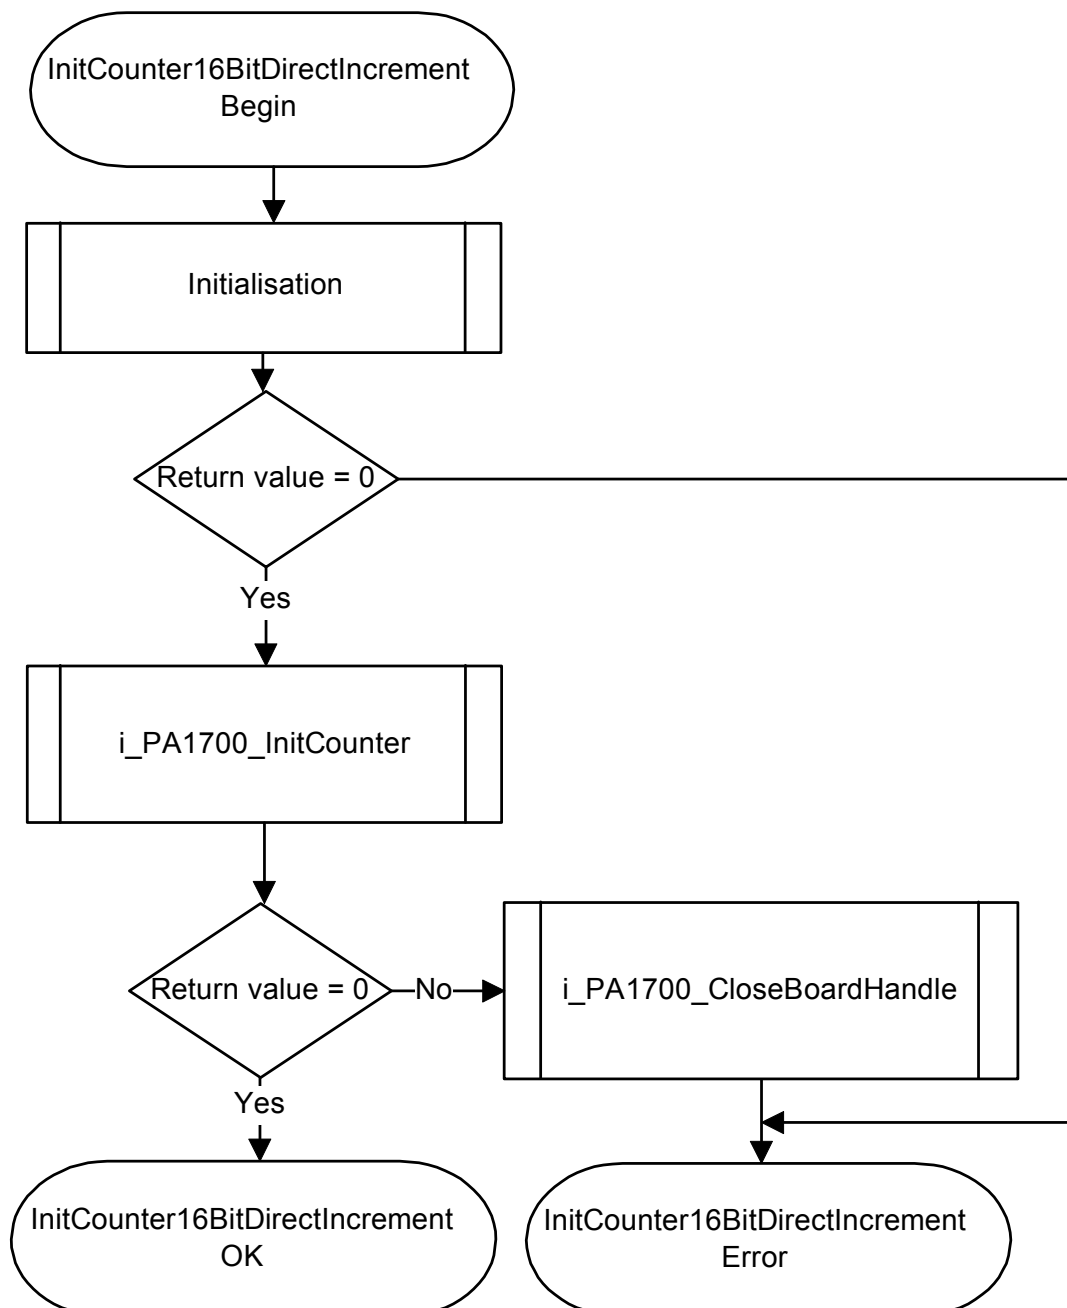 InitCounter16BitDirectIncrement
Begin
Initialisation
Return value = 0
Yes
i_PA1700_InitCounter
Return value = 0
No
i_PA1700_CloseBoardHandle
Yes
InitCounter16BitDirectIncrement
OK
InitCounter16BitDirectIncrement
Error